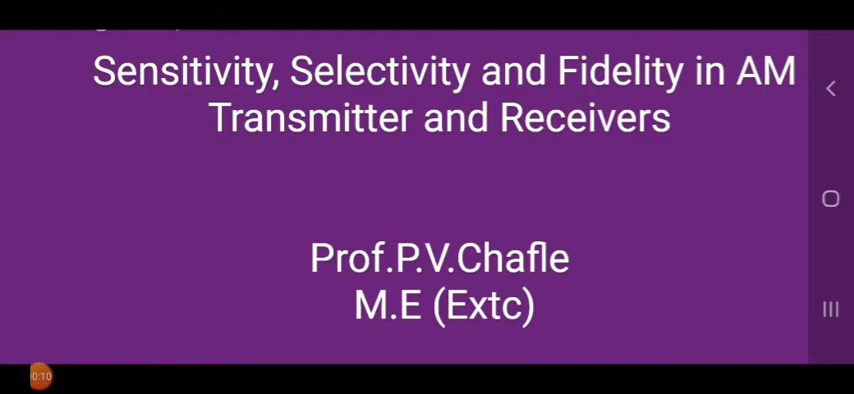 Sensitivity, Selectivity and Fidelity in AM
Transmitter and Receivers
Prof.P.V.Chafle
M.E (Extc)
0:10